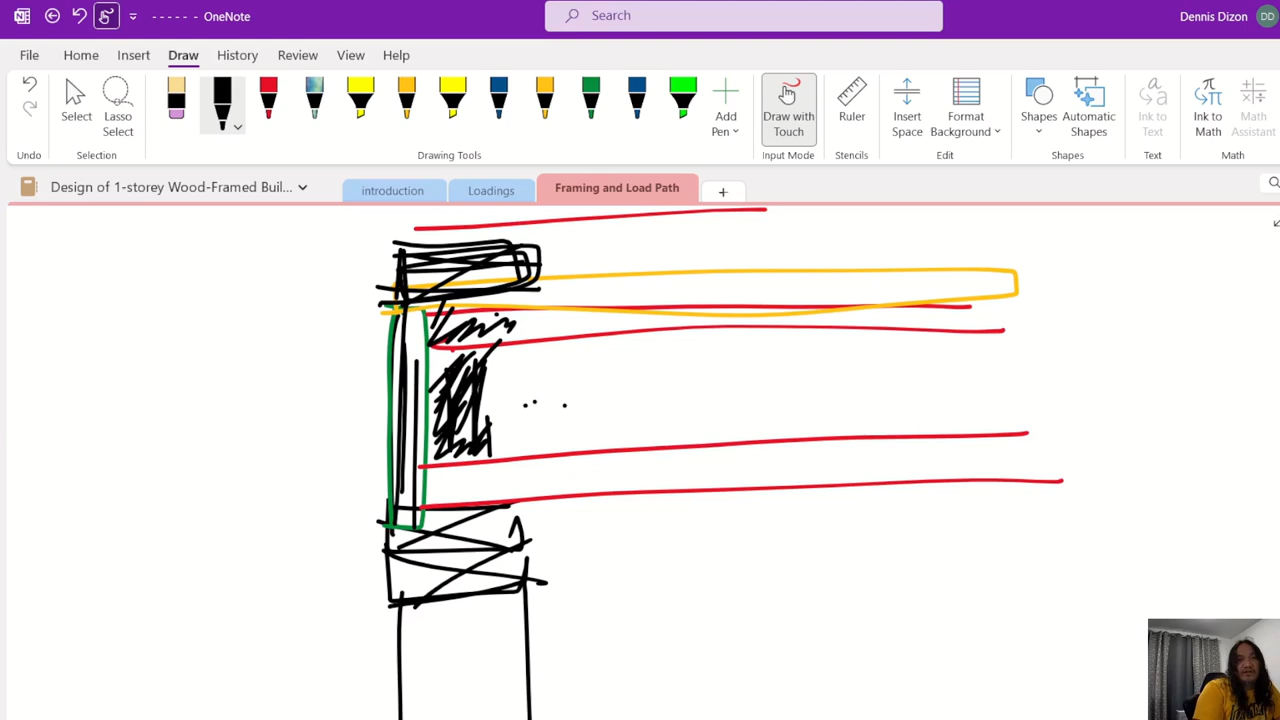 - - - - - - OneNote
Search
Dennis Dizon
DD
File Home Insert Draw History Review View Help
Select
Lasso Select
Add Pen
Draw with Touch
Ruler
Insert Space
Format Background
Shapes
Automatic Shapes
Ink to Text
Ink to Math
Math Assistant
Undo
Selection
Drawing Tools
Input Mode
Stencils
Edit
Shapes
Text
Math
Design of 1-storey Wood-Framed Buil...
introduction
Loadings
Framing and Load Path
+